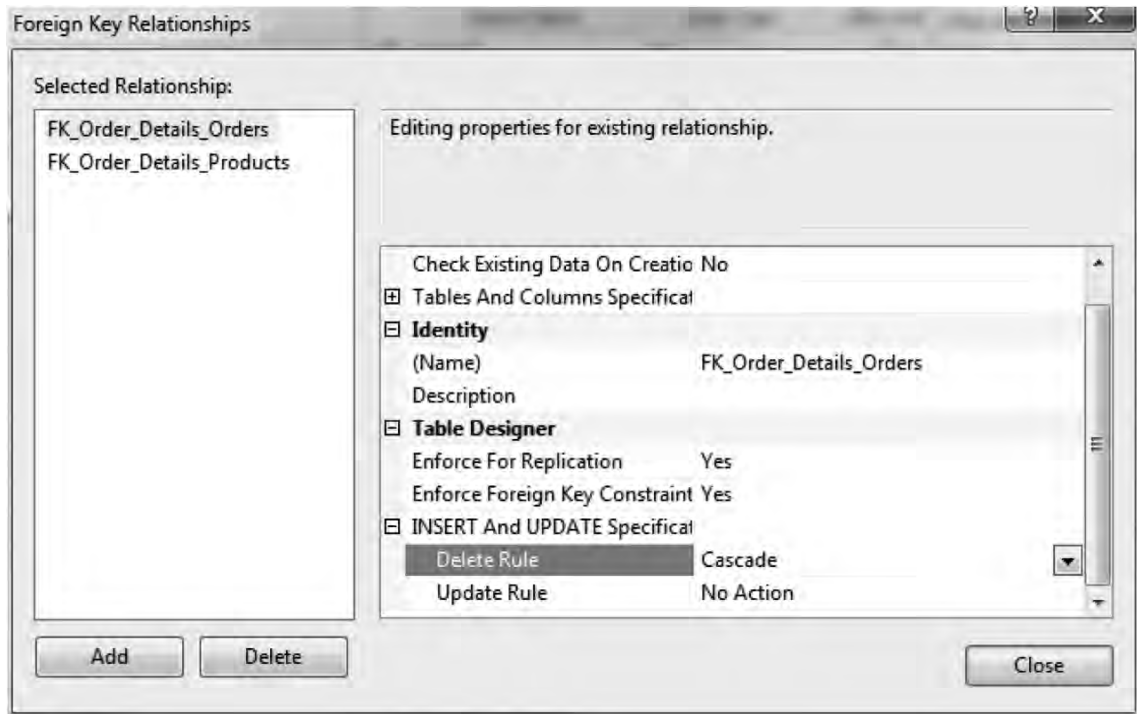 Foreign Key Relationships
Selected Relationship:
FK_Order_Details_Orders
FK_Order_Details_Products
Editing properties for existing relationship.
Check Existing Data On Creatio No
Tables And Columns Specificat
Identity
(Name) FK_Order_Details_Orders
Description
Table Designer
Enforce For Replication Yes
Enforce Foreign Key Constraint Yes
INSERT And UPDATE Specificat
Delete Rule Cascade
Update Rule No Action
Add Delete
Close